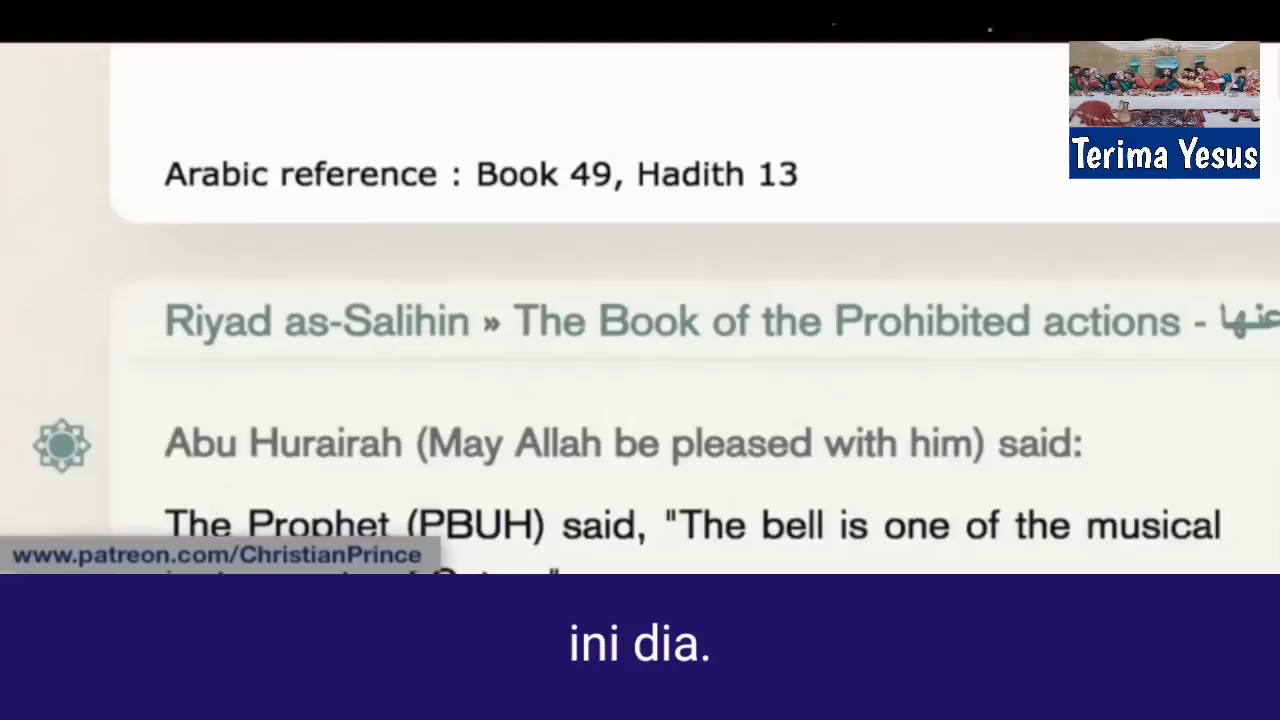 Terima Yesus
Arabic reference : Book 49, Hadith 13
Riyad as-Salihin » The Book of the Prohibited actions - عنها
Abu Hurairah (May Allah be pleased with him) said:
The Prophet (PBUH) said, "The bell is one of the musical
www.patreon.com/ChristianPrince
ini dia.